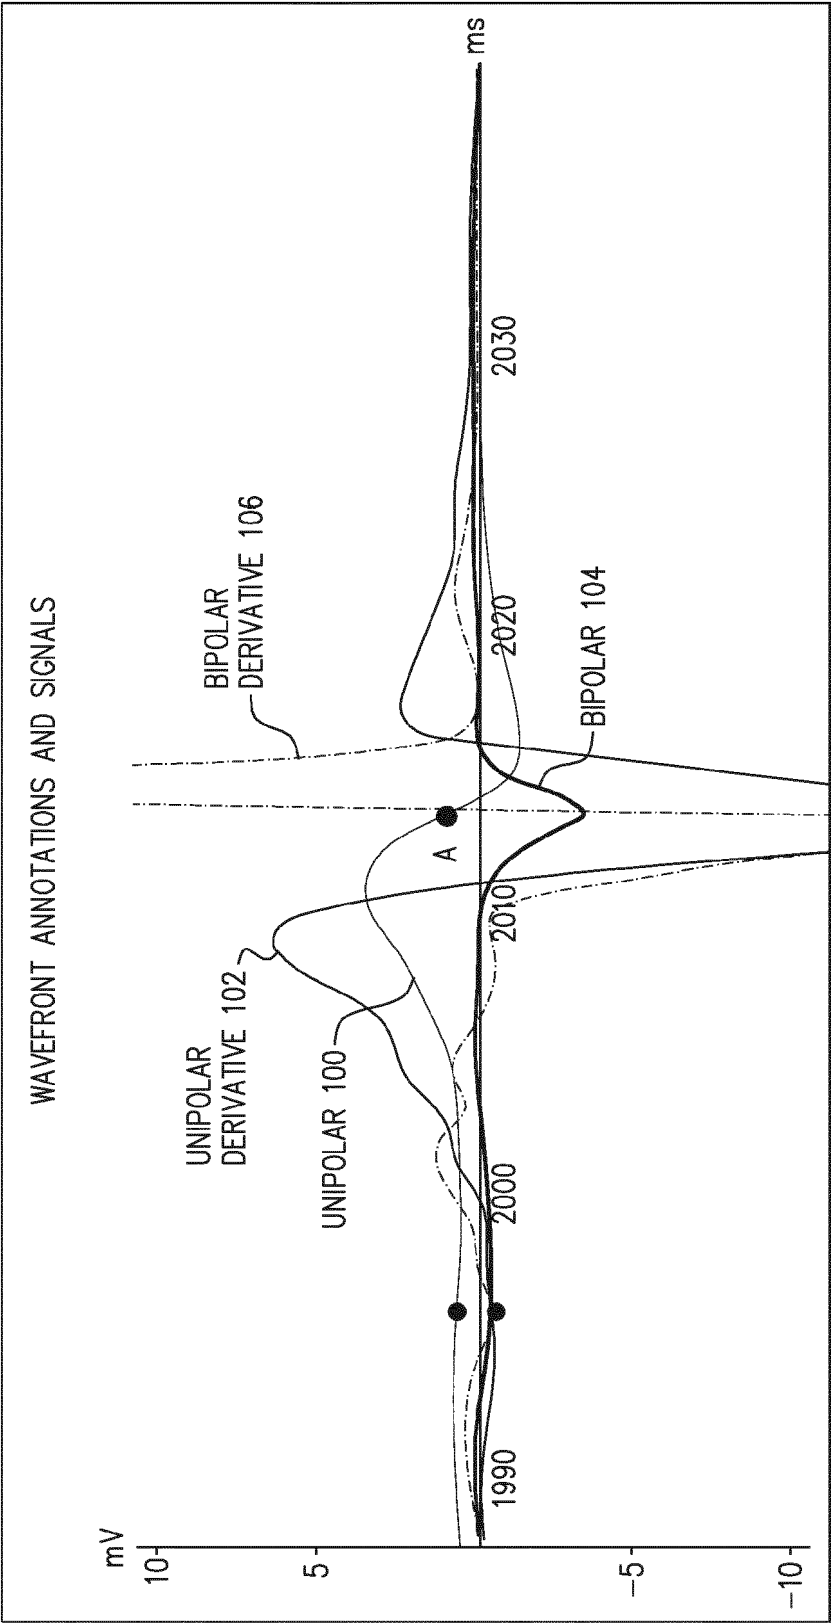 WAVEFRONT ANNOTATIONS AND SIGNALS
mV
10
5
-5
-10
UNIPOLAR
DERIVATIVE 102
UNIPOLAR 100
BIPOLAR
DERIVATIVE 106
A
BIPOLAR 104
1990
2000
2010
2020
2030
ms